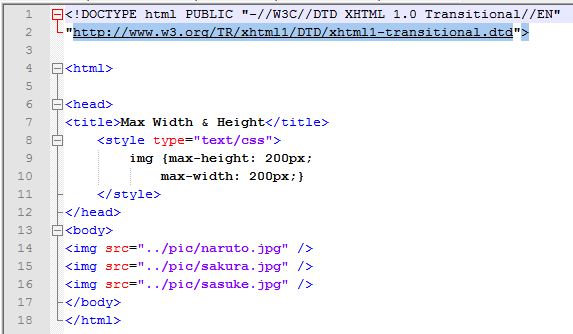 1 <!DOCTYPE html PUBLIC "-//W3C//DTD XHTML 1.0 Transitional//EN"
2 "http://www.w3.org/TR/xhtml1/DTD/xhtml1-transitional.dtd">
3
4 <html>
5
6 <head>
7 <title>Max Width & Height</title>
8 <style type="text/css">
9 img {max-height: 200px;
10 max-width: 200px;}
11 </style>
12 </head>
13 <body>
14 <img src="../pic/naruto.jpg" />
15 <img src="../pic/sakura.jpg" />
16 <img src="../pic/sasuke.jpg" />
17 </body>
18 </html>